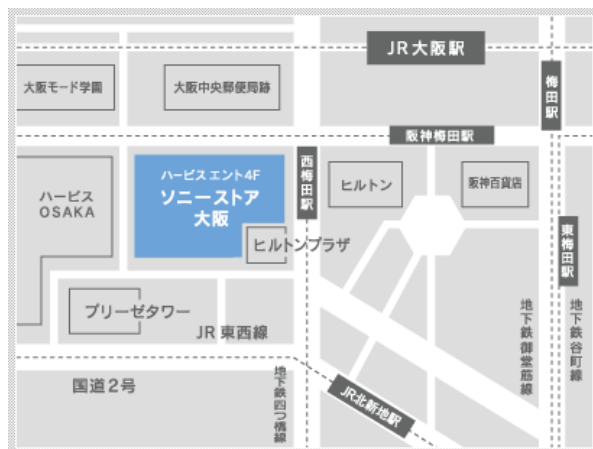 JR大阪駅
梅田駅
大阪モード学園
大阪中央郵便局跡
阪神梅田駅
西梅田駅
ハービス エント4F
ソニーストア
大阪
ハービス
OSAKA
ヒルトン
阪神百貨店
ヒルトンプラザ
東梅田駅
ブリーゼタワー
JR東西線
地下鉄御堂筋線
地下鉄谷町線
国道2号
地下鉄四つ橋線
JR北新地駅